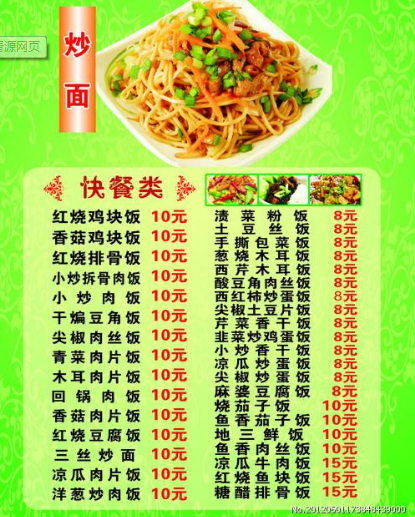 炒面
源网页
快餐类
红烧鸡块饭 10元
香菇鸡块饭 10元
红烧排骨饭 10元
小炒拆骨肉饭 10元
小炒肉饭 10元
干煸豆角饭 10元
尖椒肉丝饭 10元
青菜肉片饭 10元
木耳肉片饭 10元
回锅肉饭 10元
香菇肉片饭 10元
红烧豆腐饭 10元
三丝炒面 10元
凉瓜肉片饭 10元
洋葱炒肉饭 10元
渍菜粉饭 8元
土豆丝饭 8元
手撕包菜饭 8元
葱烧木耳饭 8元
西芹木耳饭 8元
酸豆角肉丝饭 8元
西红柿炒蛋饭 8元
尖椒土豆片饭 8元
芹菜香干饭 8元
韭菜炒鸡蛋饭 8元
小炒香干饭 8元
凉瓜炒蛋饭 8元
尖椒炒蛋饭 8元
麻婆豆腐饭 8元
烧茄子饭 10元
鱼香茄子饭 10元
地三鲜饭 10元
鱼香肉丝饭 10元
凉瓜牛肉饭 15元
红烧鱼块饭 15元
糖醋排骨饭 15元